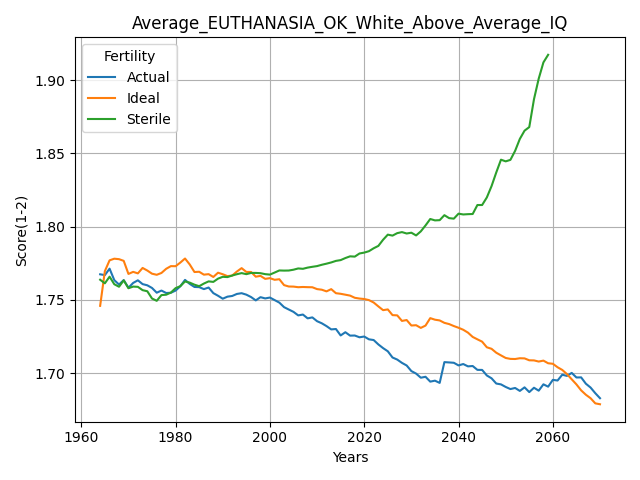 Average_EUTHANASIA_OK_White_Above_Average_IQ
Fertility
Actual
Ideal
Sterile
Score(1-2)
1.90
1.85
1.80
1.75
1.70
1960
1980
2000
2020
2040
2060
Years